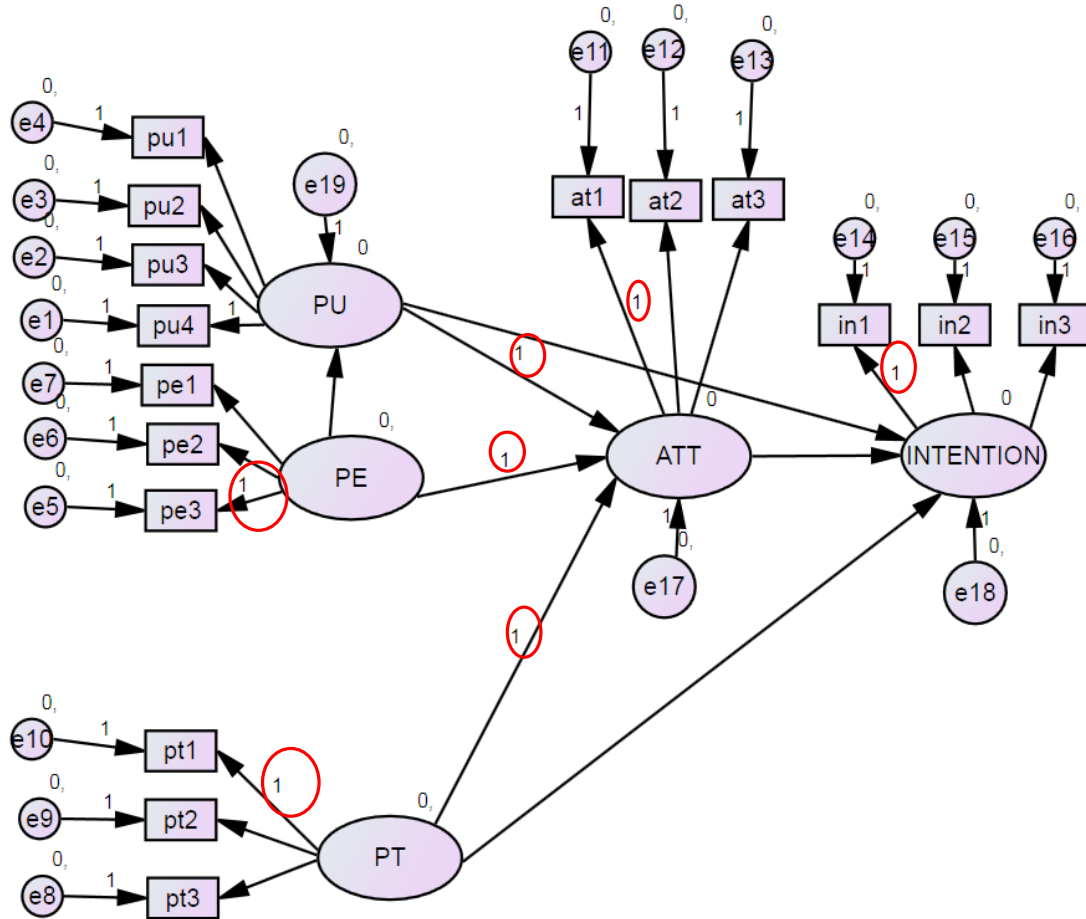 0,
0,
0,
e11
e12
e13
1
1
1
at1
at2
at3
0,
e4
1
pu1
0,
e3
1
pu2
0,
e2
1
pu3
0,
e1
1
pu4
1
0,
e19
1
0
PU
0,
e7
1
pe1
0,
e6
1
pe2
0,
e5
1
pe3
1
0,
PE
1
1
1
0
ATT
1
0,
e17
0,
0,
0,
e14
e15
e16
1
1
1
in1
in2
in3
1
0
INTENTION
1
0,
e18
1
e10
0,
1
pt1
0,
e9
1
pt2
0,
e8
1
pt3
1
0,
PT